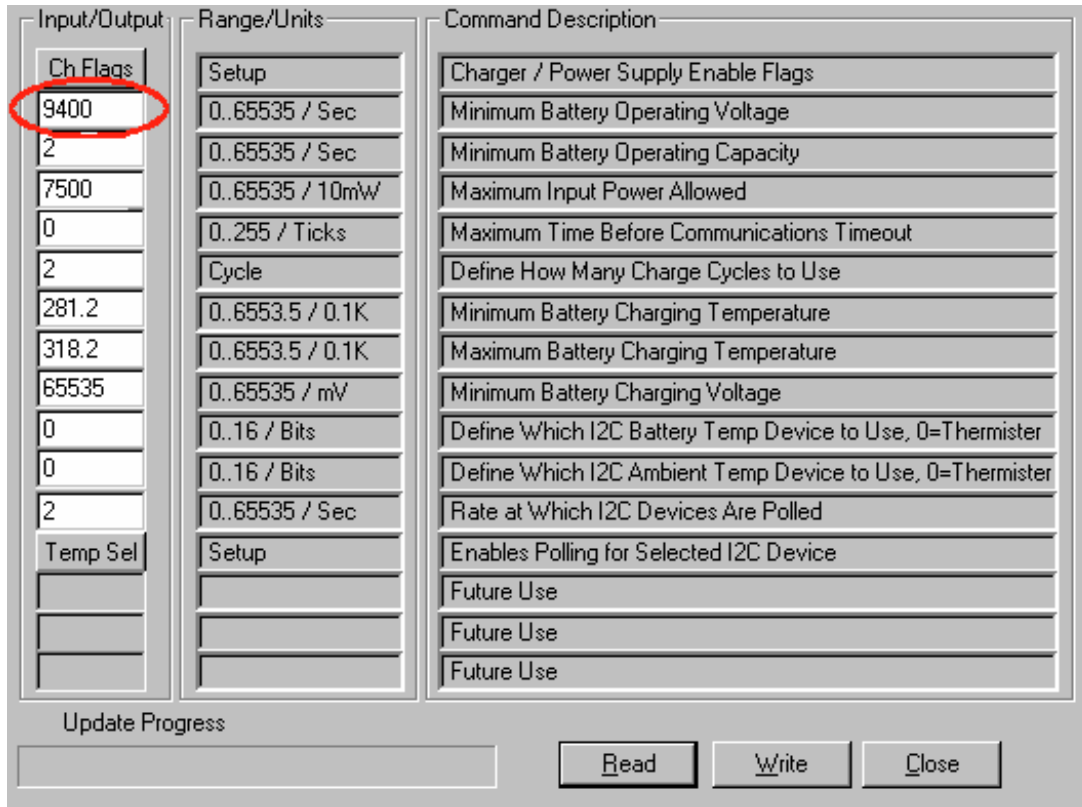 Input/Output Range/Units Command Description
Ch Flags Setup Charger / Power Supply Enable Flags
9400 0..65535 / Sec Minimum Battery Operating Voltage
2 0..65535 / Sec Minimum Battery Operating Capacity
7500 0..65535 / 10mW Maximum Input Power Allowed
0 0..255 / Ticks Maximum Time Before Communications Timeout
2 Cycle Define How Many Charge Cycles to Use
281.2 0..6553.5 / 0.1K Minimum Battery Charging Temperature
318.2 0..6553.5 / 0.1K Maximum Battery Charging Temperature
65535 0..65535 / mV Minimum Battery Charging Voltage
0 0..16 / Bits Define Which I2C Battery Temp Device to Use, 0=Thermister
0 0..16 / Bits Define Which I2C Ambient Temp Device to Use, 0=Thermister
2 0..65535 / Sec Rate at Which I2C Devices Are Polled
Temp Sel Setup Enables Polling for Selected I2C Device
Future Use
Future Use
Future Use
Update Progress
Read Write Close